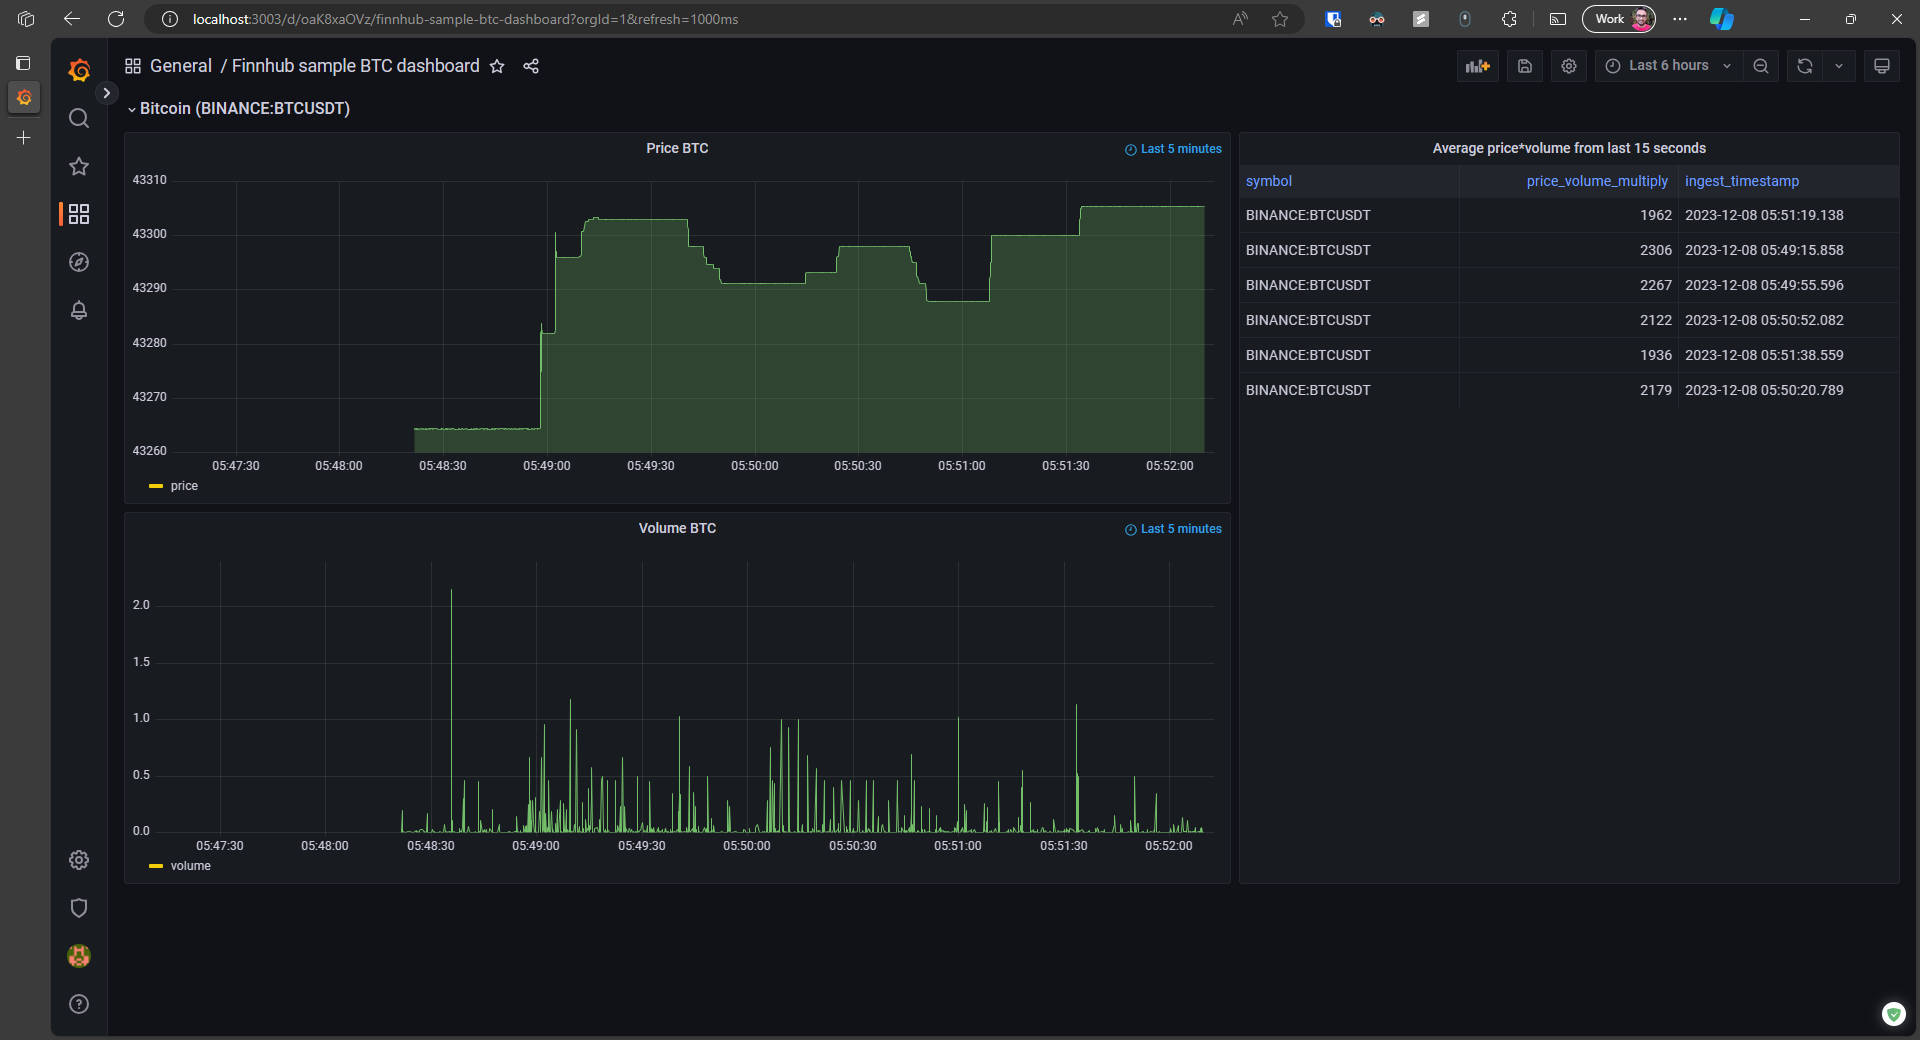 localhost:3003/d/oaK8xaOVz/finnhub-sample-btc-dashboard?orgId=1&refresh=1000ms
Work
General / Finnhub sample BTC dashboard
Last 6 hours
Bitcoin (BINANCE:BTCUSDT)
Price BTC
Last 5 minutes
43310
43300
43290
43280
43270
43260
05:47:30 05:48:00 05:48:30 05:49:00 05:49:30 05:50:00 05:50:30 05:51:00 05:51:30 05:52:00
price
Volume BTC
Last 5 minutes
2.0
1.5
1.0
0.5
0.0
05:47:30 05:48:00 05:48:30 05:49:00 05:49:30 05:50:00 05:50:30 05:51:00 05:51:30 05:52:00
volume
Average price*volume from last 15 seconds
symbol price_volume_multiply ingest_timestamp
BINANCE:BTCUSDT 1962 2023-12-08 05:51:19.138
BINANCE:BTCUSDT 2306 2023-12-08 05:49:15.858
BINANCE:BTCUSDT 2267 2023-12-08 05:49:55.596
BINANCE:BTCUSDT 2122 2023-12-08 05:50:52.082
BINANCE:BTCUSDT 1936 2023-12-08 05:51:38.559
BINANCE:BTCUSDT 2179 2023-12-08 05:50:20.789